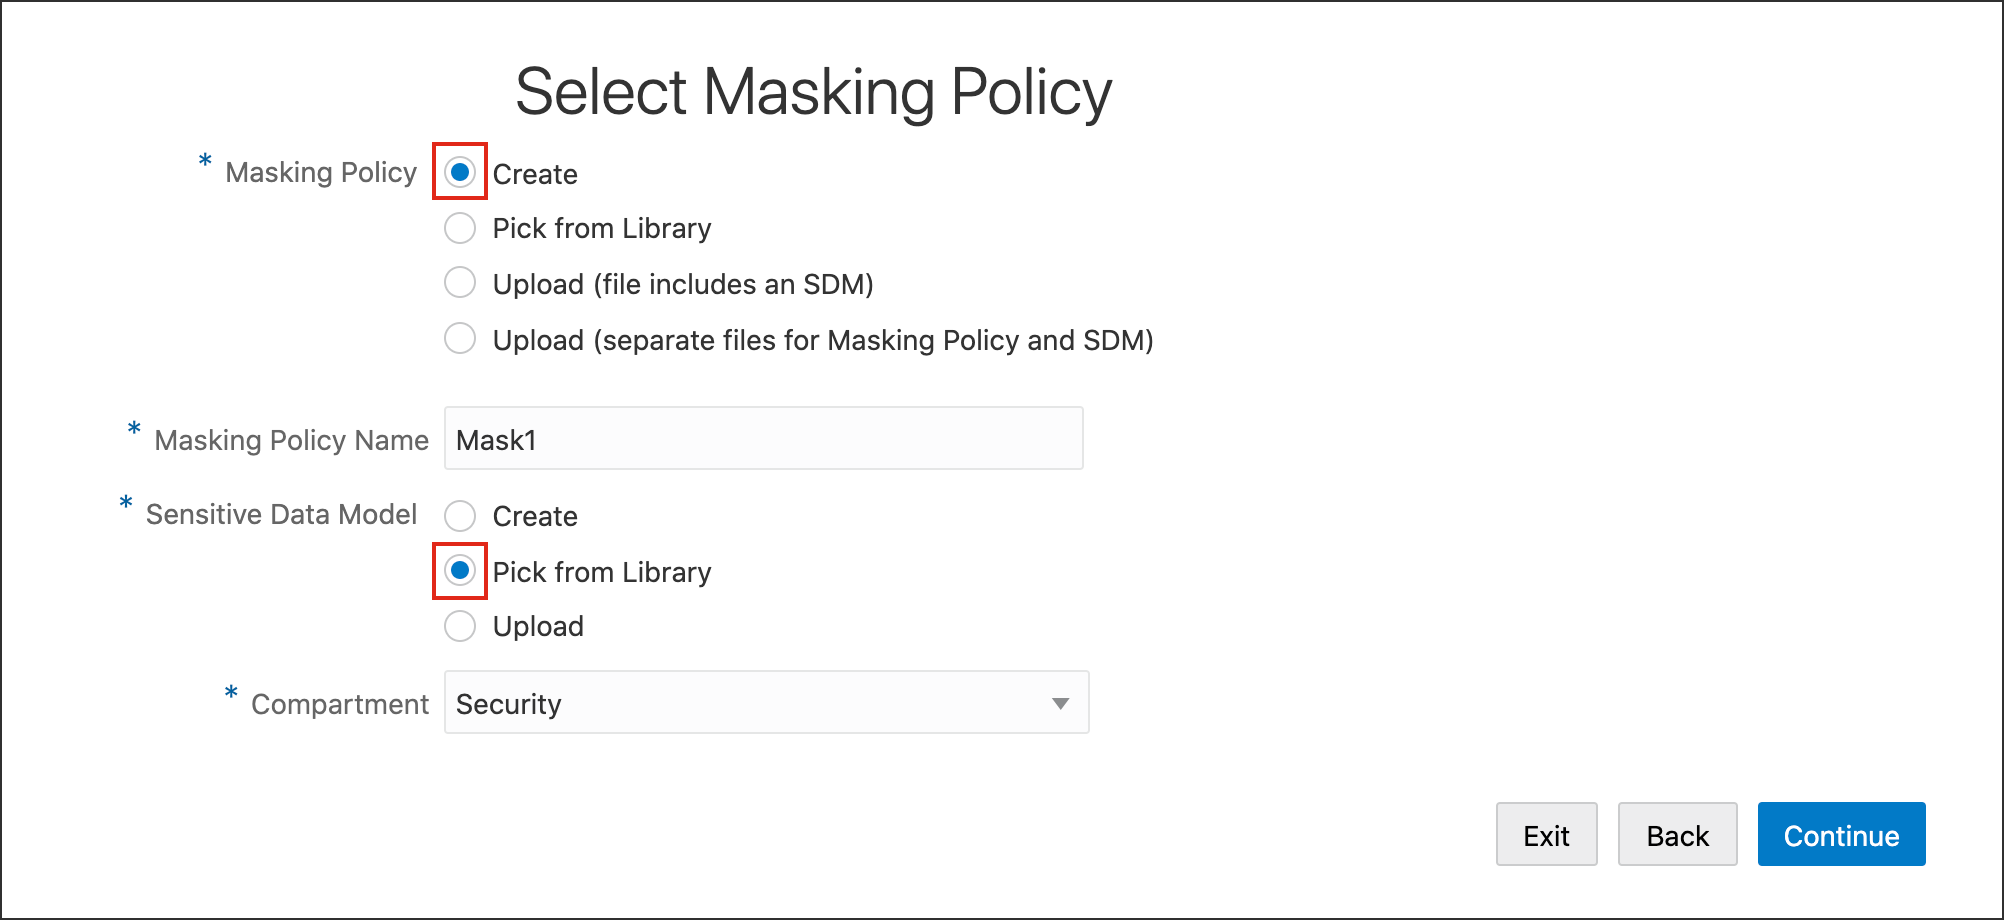 Select Masking Policy
* Masking Policy
Create
Pick from Library
Upload (file includes an SDM)
Upload (separate files for Masking Policy and SDM)
* Masking Policy Name
Mask1
* Sensitive Data Model
Create
Pick from Library
Upload
* Compartment
Security
Exit
Back
Continue